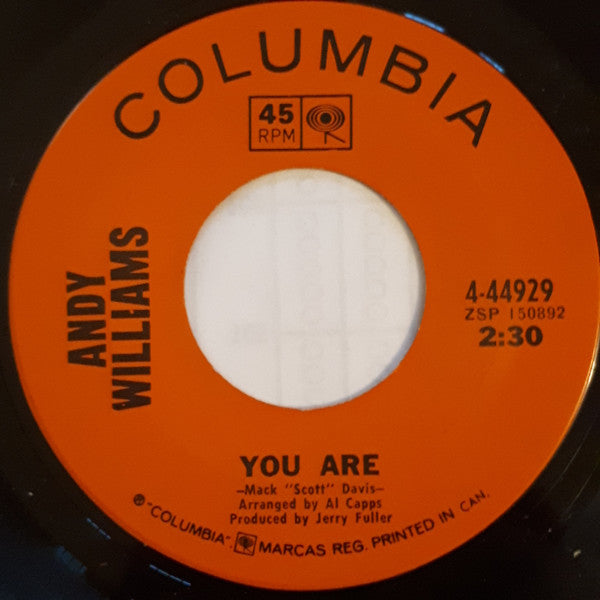 COLUMBIA
45
RPM
ANDY
WILLIAMS
4-44929
ZSP 150892
2:30
YOU ARE
—Mack "Scott" Davis—
Arranged by Al Capps
Produced by Jerry Fuller
℗ "COLUMBIA", MARCAS REG. PRINTED IN CAN.